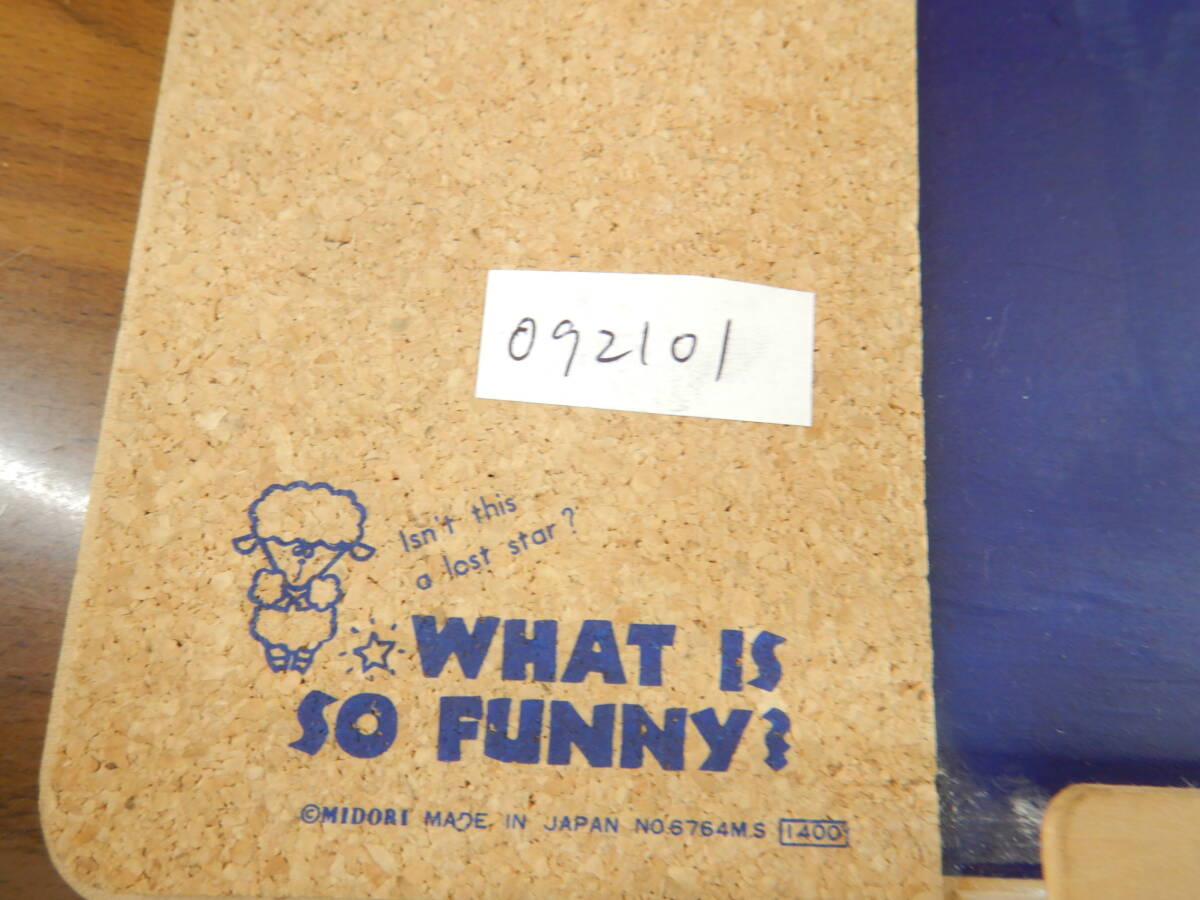 092101
Isn't this
a lost star?
WHAT IS
SO FUNNY?
©MIDORI MADE IN JAPAN NO.6764M.S 1400